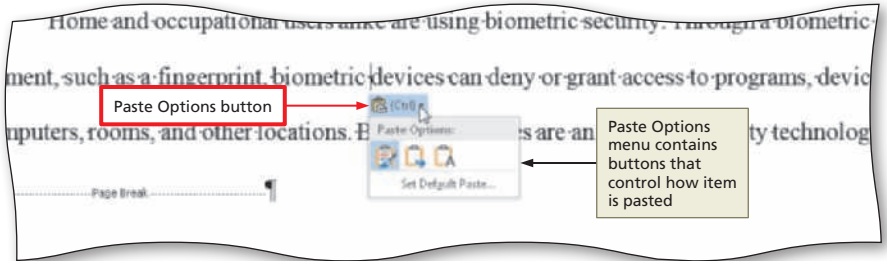 Home·and·occupational·users·alike·are·using·biometric·security.·Through·a·biometric·
ment,·such·as·a·fingerprint,·biometric·devices·can·deny·or·grant·access·to·programs,·devic
Paste Options button
(Ctrl)
mputers,·rooms,·and·other·locations.·B
es·are·an
ty·technolog
Paste Options:
Paste Options
menu contains
buttons that
control how item
is pasted
Set Default Paste...
Page Break
¶